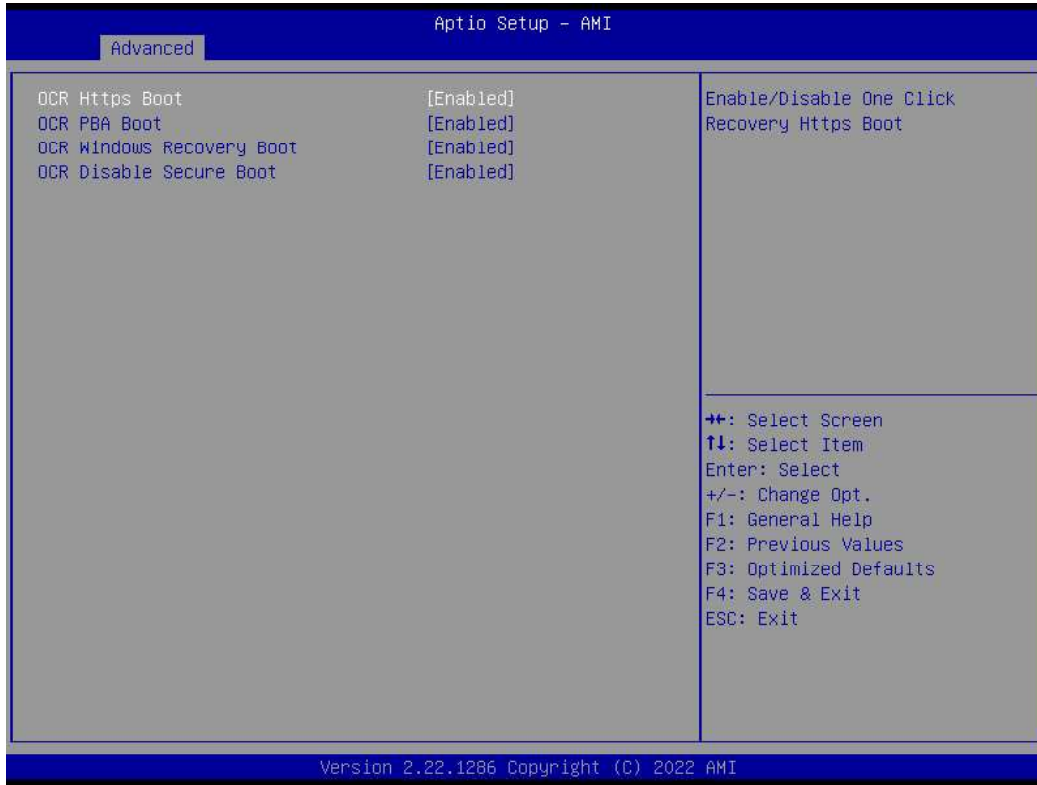 Aptio Setup – AMI
Advanced
OCR Https Boot [Enabled]
OCR PBA Boot [Enabled]
OCR W1ndows Recovery Boot [Enabled]
OCR Disable Secure Boot [Enabled]
Enable/Disable One Click
Recovery Https Boot
→←: Select Screen
↑↓: Select Item
Enter: Select
+/-: Change Opt.
F1: General Help
F2: Previous Values
F3: Optimized Defaults
F4: Save & Exit
ESC: Exit
Version 2.22.1286 Copyright (C) 2022 AMI